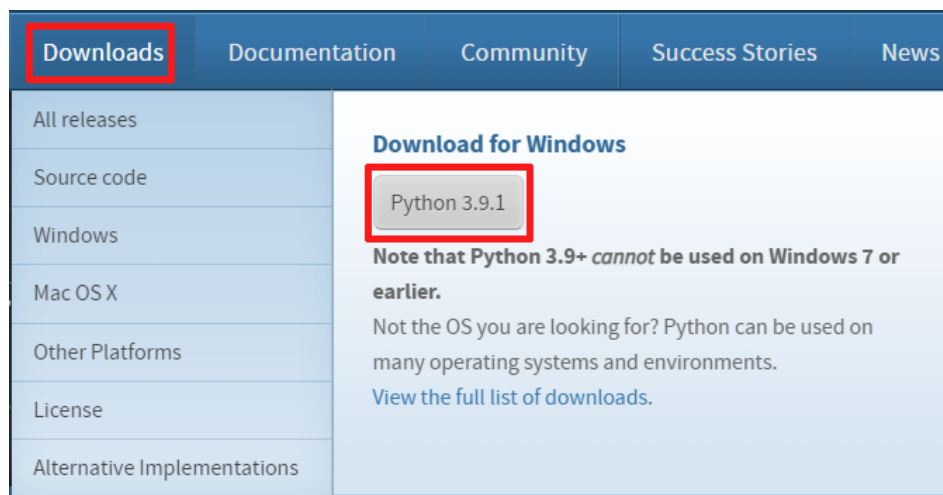 Downloads
Documentation
Community
Success Stories
News
All releases
Source code
Windows
Mac OS X
Other Platforms
License
Alternative Implementations
Download for Windows
Python 3.9.1
Note that Python 3.9+ cannot be used on Windows 7 or
earlier.
Not the OS you are looking for? Python can be used on
many operating systems and environments.
View the full list of downloads.